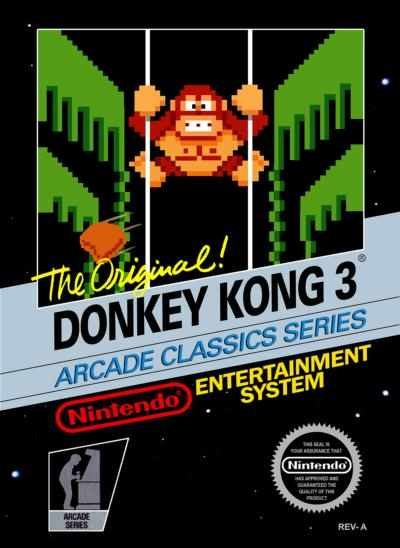 The Original!
DONKEY KONG 3®
ARCADE CLASSICS SERIES
Nintendo®
ENTERTAINMENT
SYSTEM
ARCADE
SERIES
THIS SEAL IS
YOUR ASSURANCE THAT
Nintendo
HAS APPROVED AND
GUARANTEED THE
QUALITY OF THIS
PRODUCT
REV- A